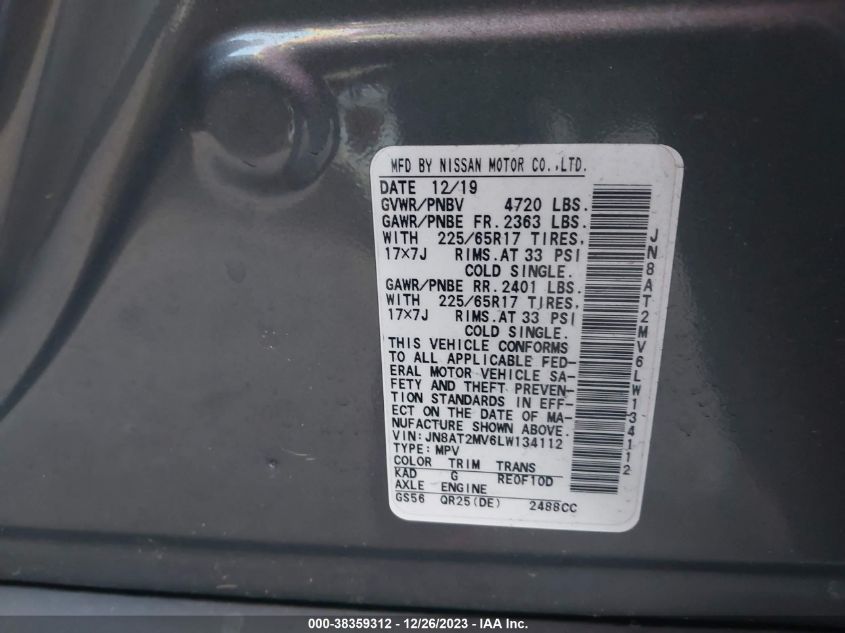 MFD BY NISSAN MOTOR CO.,LTD.
DATE 12/19
GVWR/PNBV 4720 LBS.
GAWR/PNBE FR. 2363 LBS.
WITH 225/65R17 TIRES,
17×7J RIMS.AT 33 PSI
COLD SINGLE.
GAWR/PNBE RR. 2401 LBS.
WITH 225/65R17 TIRES,
17×7J RIMS.AT 33 PSI
COLD SINGLE.
THIS VEHICLE CONFORMS
TO ALL APPLICABLE FED-
ERAL MOTOR VEHICLE SA-
FETY AND THEFT PREVEN-
TION STANDARDS IN EFF-
ECT ON THE DATE OF MA-
NUFACTURE SHOWN ABOVE.
VIN:JN8AT2MV6LW134112
TYPE:MPV
COLOR TRIM TRANS
KAD G RE0F10D
AXLE ENGINE
GS56 QR25(DE) 2488CC
JN8AT2MV6LW134112
000-38359312 - 12/26/2023 - IAA Inc.